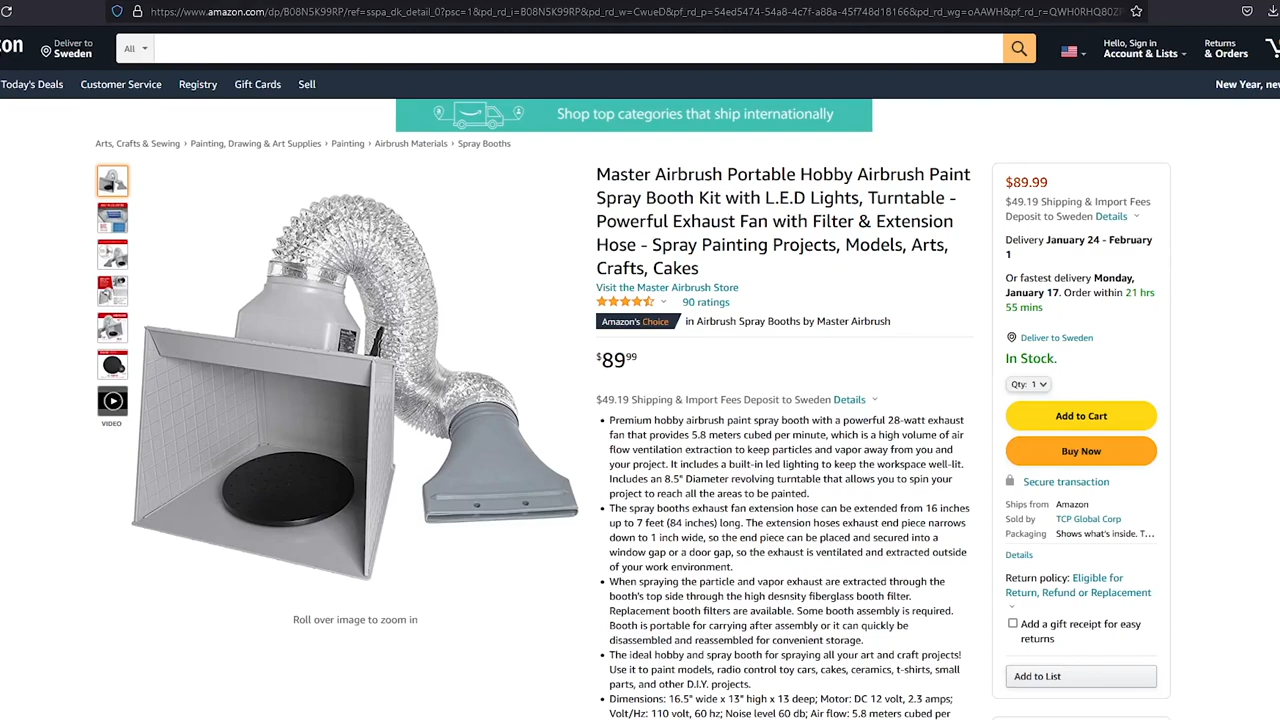 https://www.amazon.com/dp/B08N5K99RP/ref=sspa_dk_detail_0?psc=1&pd_rd_i=B08N5K99RP&pd_rd_w=CwueD&pf_rd_p=54ed5474-54a8-4c7f-a88a-45f748d18166&pd_rd_wg=oAAWH&pf_rd_r=QWH0RHQ80ZP
zon
Deliver to
Sweden
All
Hello, Sign in
Account & Lists
Returns
& Orders
Today's Deals
Customer Service
Registry
Gift Cards
Sell
New Year, nev
Shop top categories that ship internationally
Arts, Crafts & Sewing › Painting, Drawing & Art Supplies › Painting › Airbrush Materials › Spray Booths
VIDEO
Roll over image to zoom in
Master Airbrush Portable Hobby Airbrush Paint
Spray Booth Kit with L.E.D Lights, Turntable -
Powerful Exhaust Fan with Filter & Extension
Hose - Spray Painting Projects, Models, Arts,
Crafts, Cakes
Visit the Master Airbrush Store
90 ratings
Amazon's Choice in Airbrush Spray Booths by Master Airbrush
$89.99
$49.19 Shipping & Import Fees Deposit to Sweden Details
• Premium hobby airbrush paint spray booth with a powerful 28-watt exhaust
fan that provides 5.8 meters cubed per minute, which is a high volume of air
flow ventilation extraction to keep particles and vapor away from you and
your project. It includes a built-in led lighting to keep the workspace well-lit.
Includes an 8.5" Diameter revolving turntable that allows you to spin your
project to reach all the areas to be painted.
• The spray booths exhaust fan extension hose can be extended from 16 inches
up to 7 feet (84 inches) long. The extension hoses exhaust end piece narrows
down to 1 inch wide, so the end piece can be placed and secured into a
window gap or a door gap, so the exhaust is ventilated and extracted outside
of your work environment.
• When spraying the particle and vapor exhaust are extracted through the
booth's top side through the high desnsity fiberglass booth filter.
Replacement booth filters are available. Some booth assembly is required.
Booth is portable for carrying after assembly or it can quickly be
disassembled and reassembled for convenient storage.
• The ideal hobby and spray booth for spraying all your art and craft projects!
Use it to paint models, radio control toy cars, cakes, ceramics, t-shirts, small
parts, and other D.I.Y. projects.
• Dimensions: 16.5" wide x 13" high x 13 deep; Motor: DC 12 volt, 2.3 amps;
Volt/Hz: 110 volt, 60 hz; Noise level 60 db; Air flow: 5.8 meters cubed per
$89.99
$49.19 Shipping & Import Fees
Deposit to Sweden Details
Delivery January 24 - February
1
Or fastest delivery Monday,
January 17. Order within 21 hrs
55 mins
Deliver to Sweden
In Stock.
Qty: 1
Add to Cart
Buy Now
Secure transaction
Ships from Amazon
Sold by TCP Global Corp
Packaging Shows what's inside. T…
Details
Return policy: Eligible for
Return, Refund or Replacement
Add a gift receipt for easy
returns
Add to List